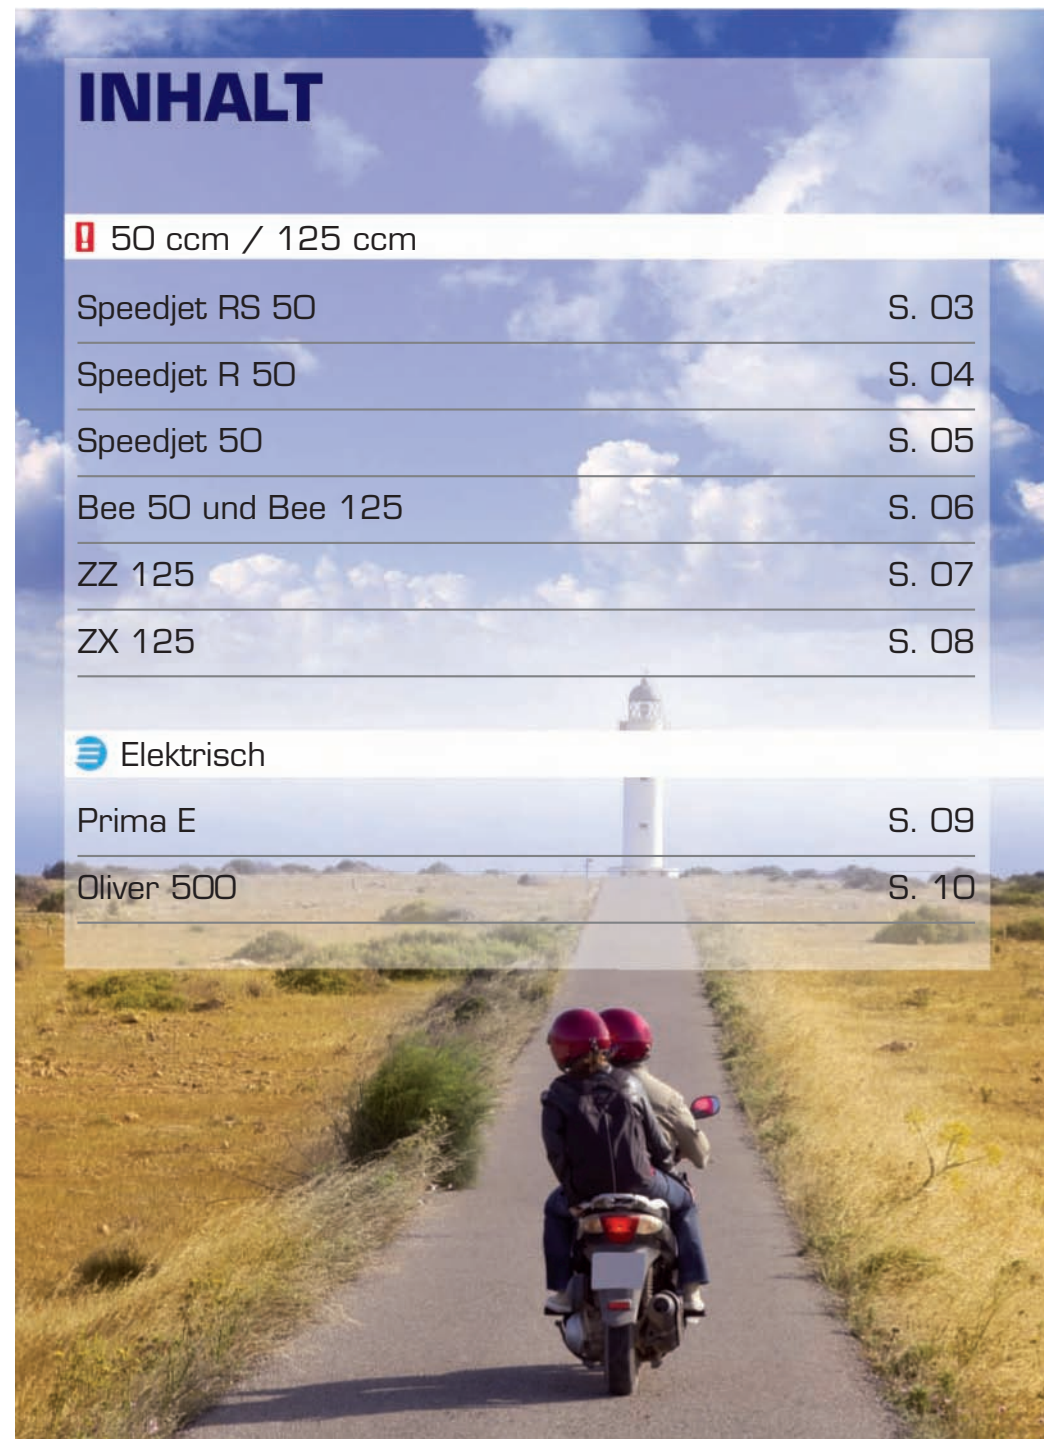 INHALT
50 ccm / 125 ccm
Speedjet RS 50 S. 03
Speedjet R 50 S. 04
Speedjet 50 S. 05
Bee 50 und Bee 125 S. 06
ZZ 125 S. 07
ZX 125 S. 08
Elektrisch
Prima E S. 09
Oliver 500 S. 10